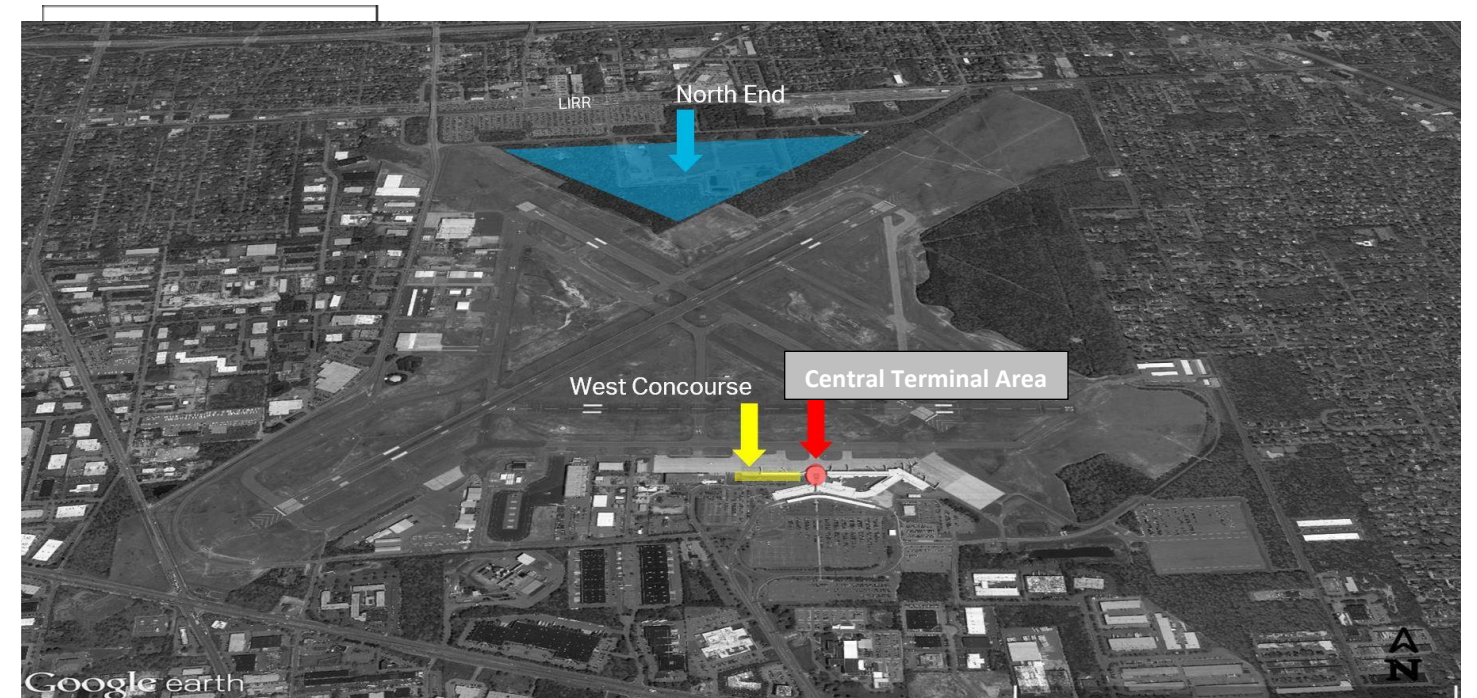 LIRR
North End
West Concourse
Central Terminal Area
N
Google earth